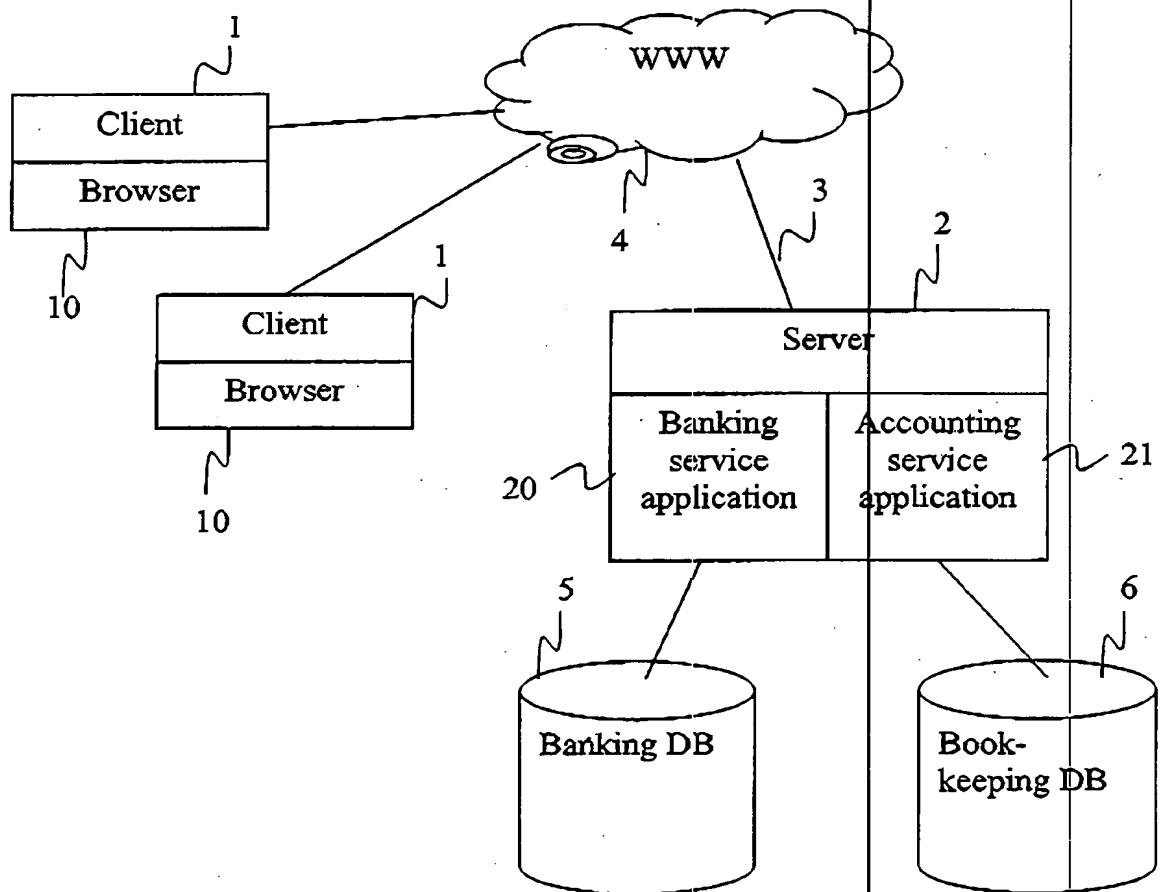 1
WWW
Client
Browser
3
4
2
1
10
Client
Server
Browser
Banking
service
application
Accounting
service
application
20
21
10
5
6
Banking DB
Book-
keeping DB